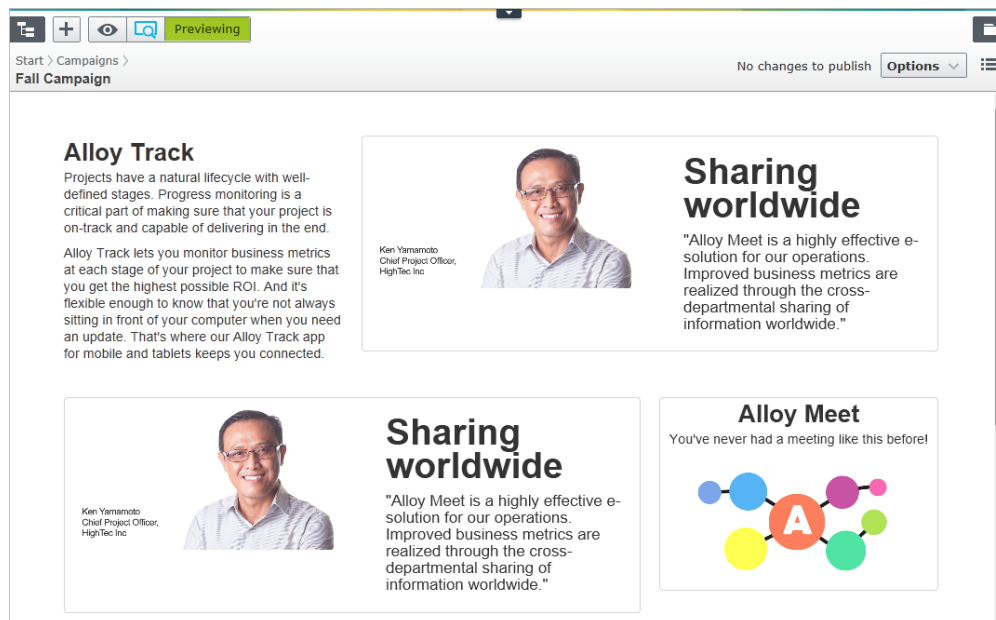 Previewing
Start > Campaigns >
Fall Campaign
No changes to publish
Options
Alloy Track
Projects have a natural lifecycle with well-
defined stages. Progress monitoring is a
critical part of making sure that your project is
on-track and capable of delivering in the end.
Alloy Track lets you monitor business metrics
at each stage of your project to make sure that
you get the highest possible ROI. And it's
flexible enough to know that you're not always
sitting in front of your computer when you need
an update. That's where our Alloy Track app
for mobile and tablets keeps you connected.
Ken Yamamoto
Chief Project Officer,
HighTec Inc
Sharing
worldwide
"Alloy Meet is a highly effective e-
solution for our operations.
Improved business metrics are
realized through the cross-
departmental sharing of
information worldwide."
Ken Yamamoto
Chief Project Officer,
HighTec Inc
Sharing
worldwide
"Alloy Meet is a highly effective e-
solution for our operations.
Improved business metrics are
realized through the cross-
departmental sharing of
information worldwide."
Alloy Meet
You've never had a meeting like this before!
A